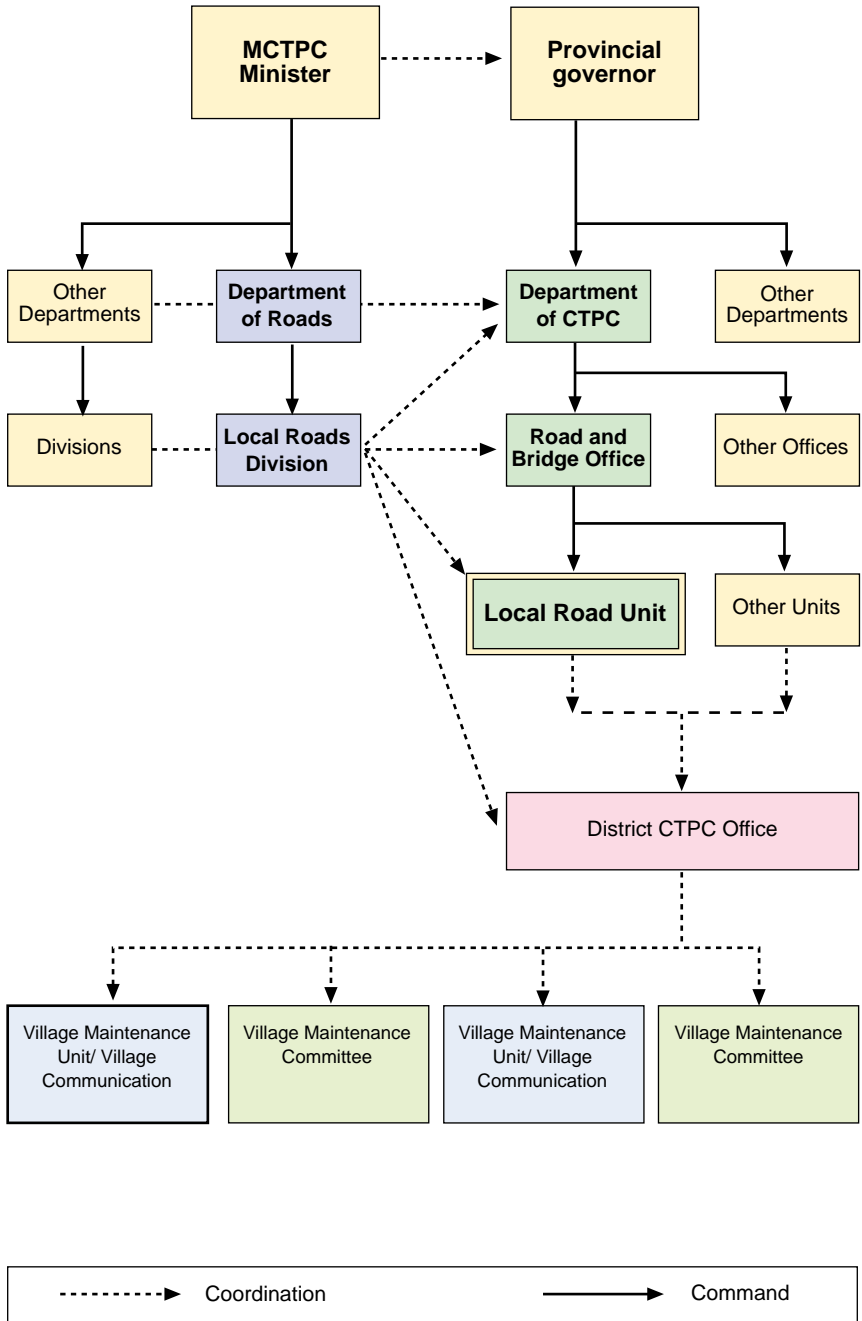 MCTPC
Minister
Provincial
governor
Other
Departments
Department
of Roads
Department
of CTPC
Other
Departments
Divisions
Local Roads
Division
Road and
Bridge Office
Other Offices
Local Road Unit
Other Units
District CTPC Office
Village Maintenance
Unit/ Village
Communication
Village Maintenance
Committee
Village Maintenance
Unit/ Village
Communication
Village Maintenance
Committee
Coordination
Command